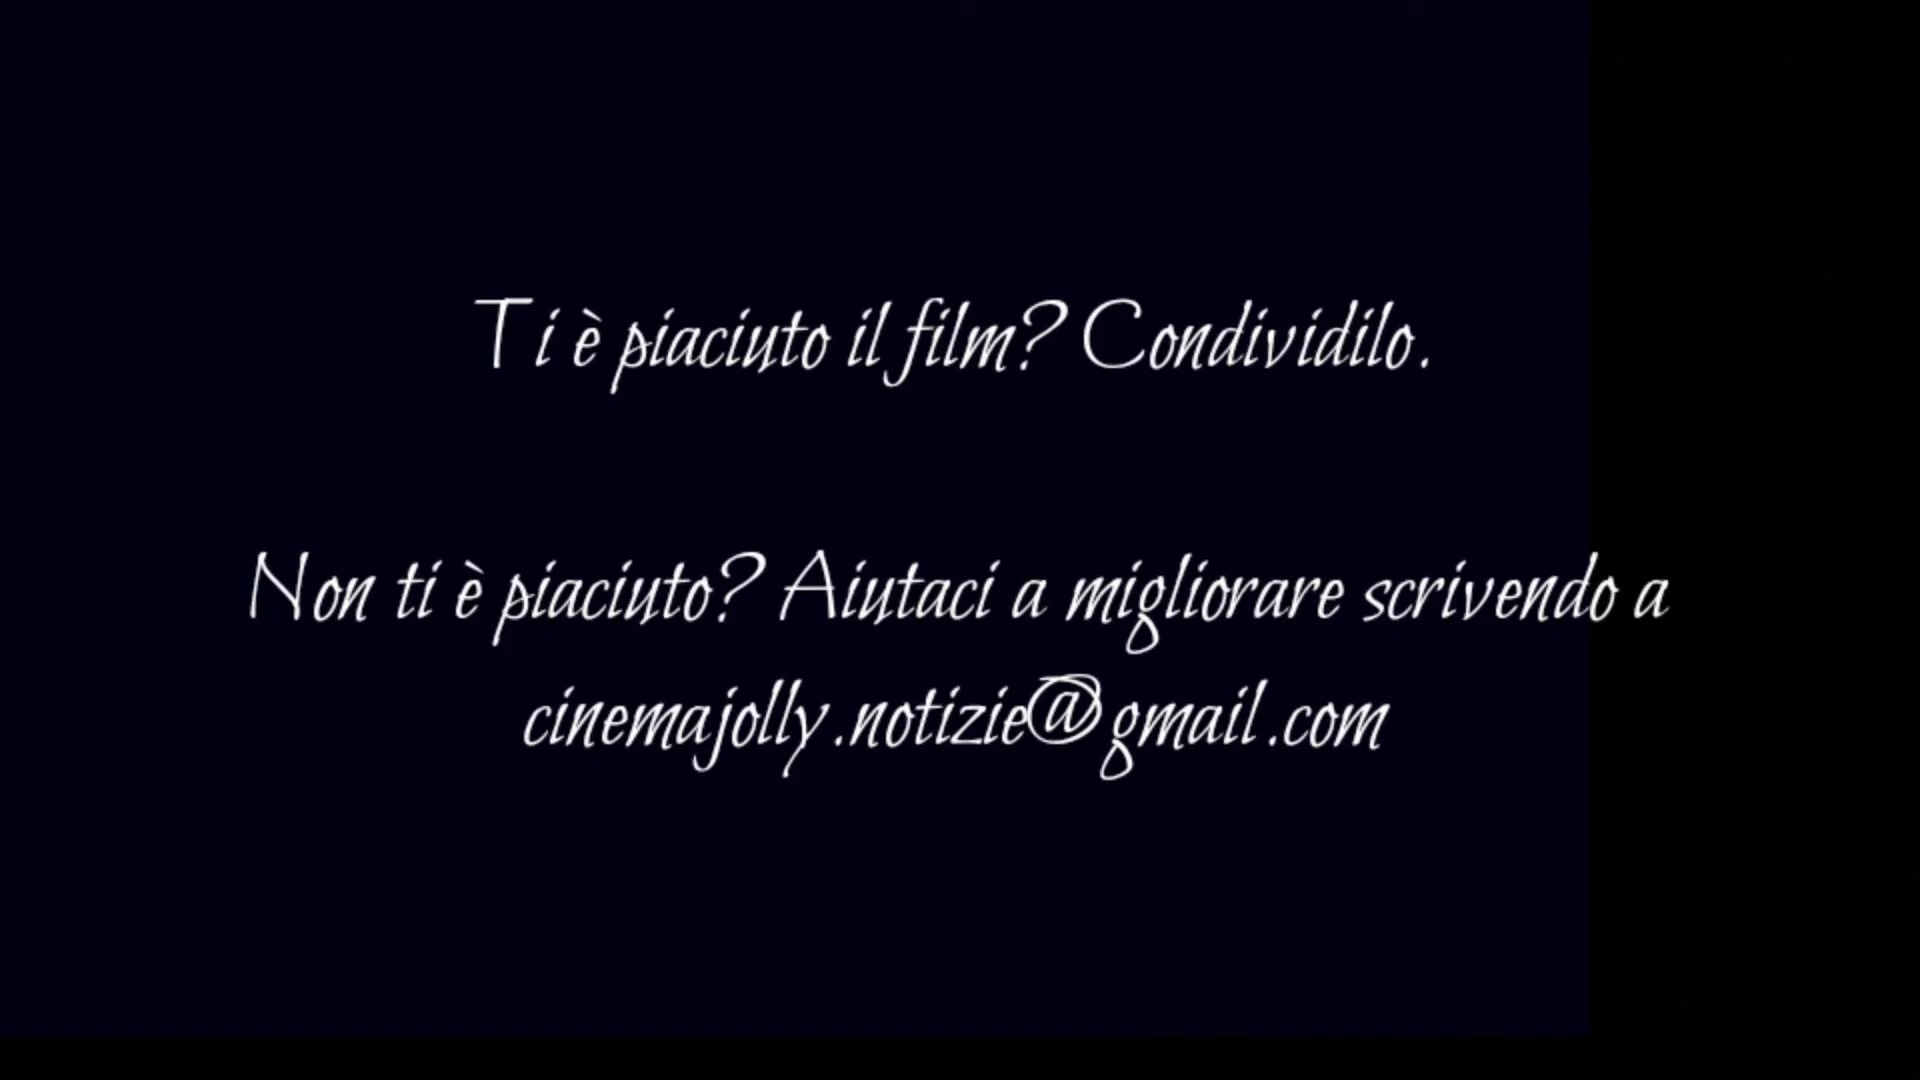 Ti è piaciuto il film? Condividilo.
Non ti è piaciuto? Aiutaci a migliorare scrivendo a
cinemajolly.notizie@gmail.com